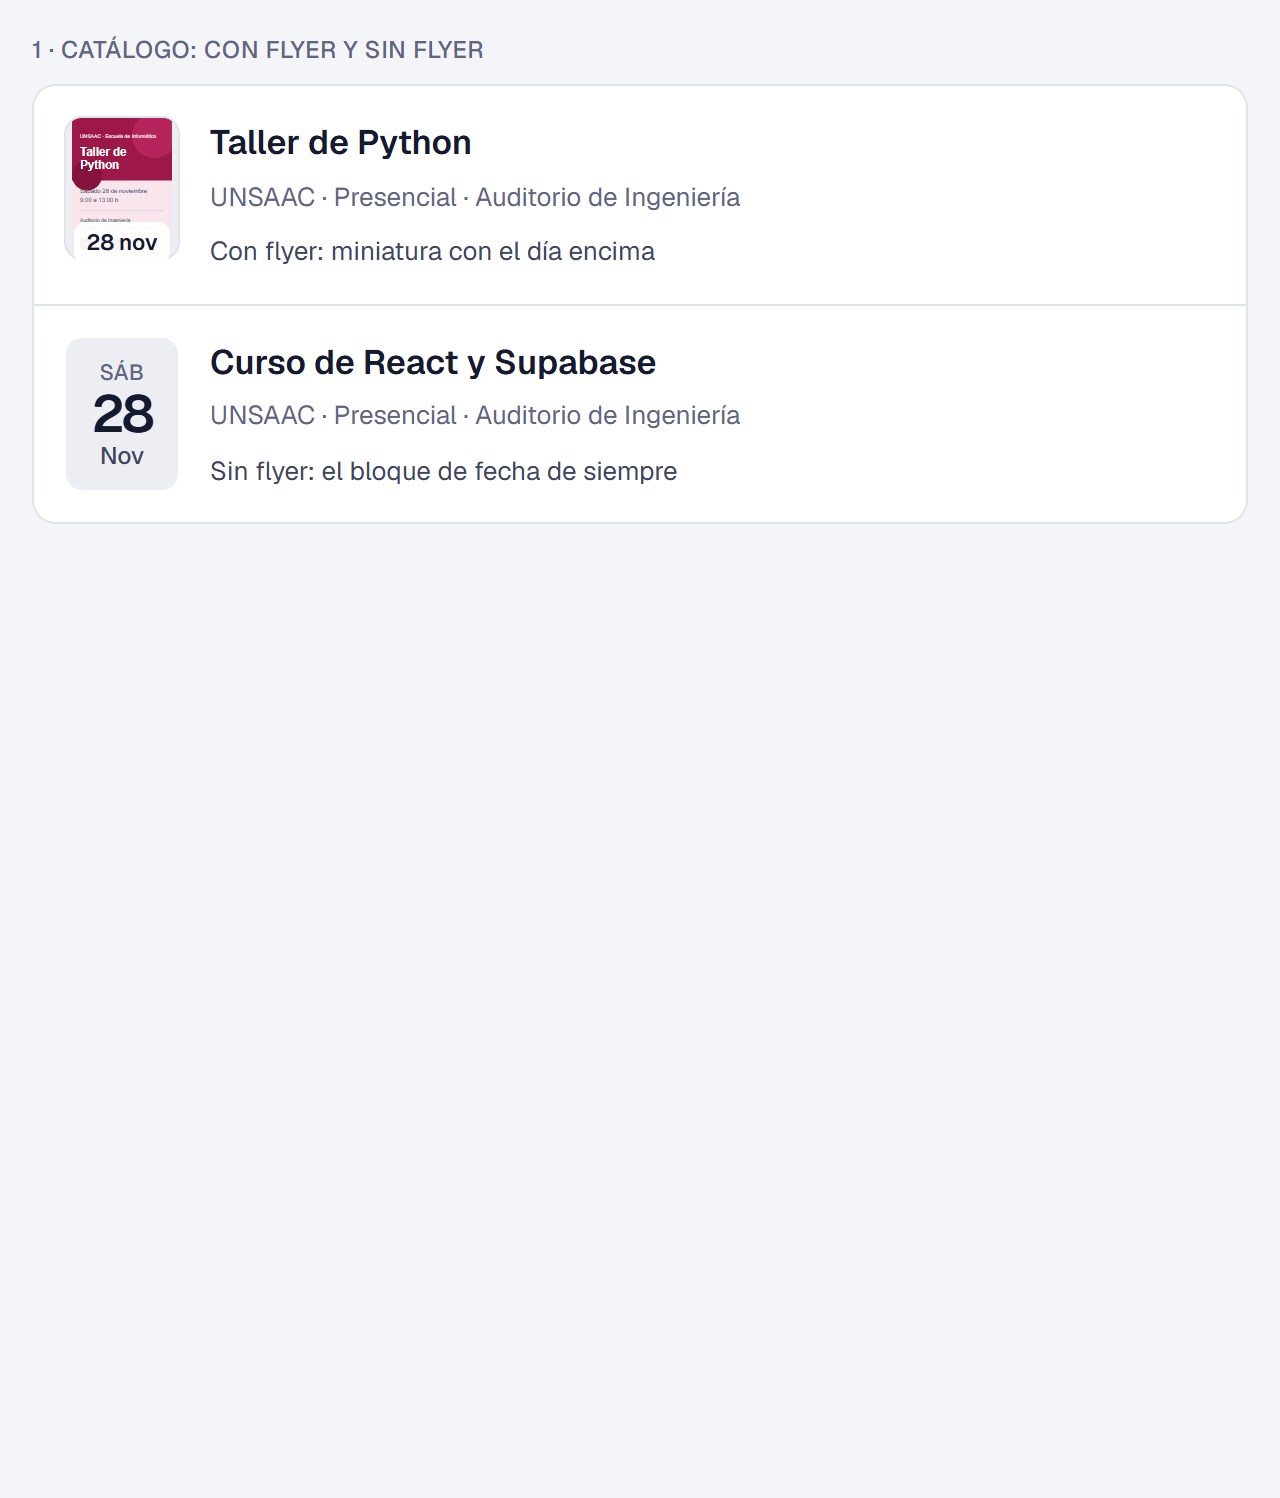 1 · CATÁLOGO: CON FLYER Y SIN FLYER
UNSAAC · Escuela de Informática
Taller de
Python
Sábado 28 de noviembre
9:00 a 13:00 h
Auditorio de Ingeniería
28 nov
Taller de Python
UNSAAC · Presencial · Auditorio de Ingeniería
Con flyer: miniatura con el día encima
SÁB
28
Nov
Curso de React y Supabase
UNSAAC · Presencial · Auditorio de Ingeniería
Sin flyer: el bloque de fecha de siempre